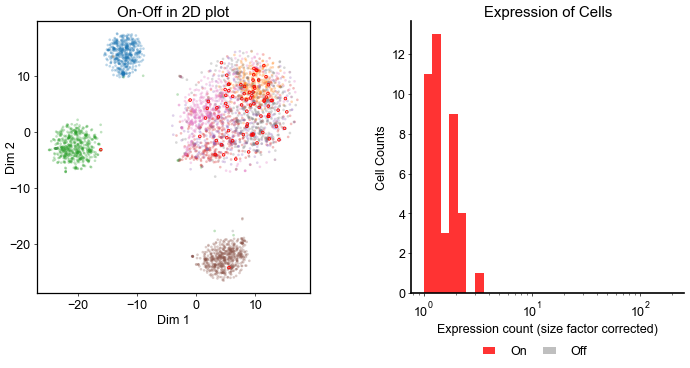 On-Off in 2D plot
Dim 2
10
0
−10
−20
−20
−10
0
10
Dim 1
Expression of Cells
Cell Counts
12
10
8
6
4
2
0
10^0
10^1
10^2
Expression count (size factor corrected)
On
Off